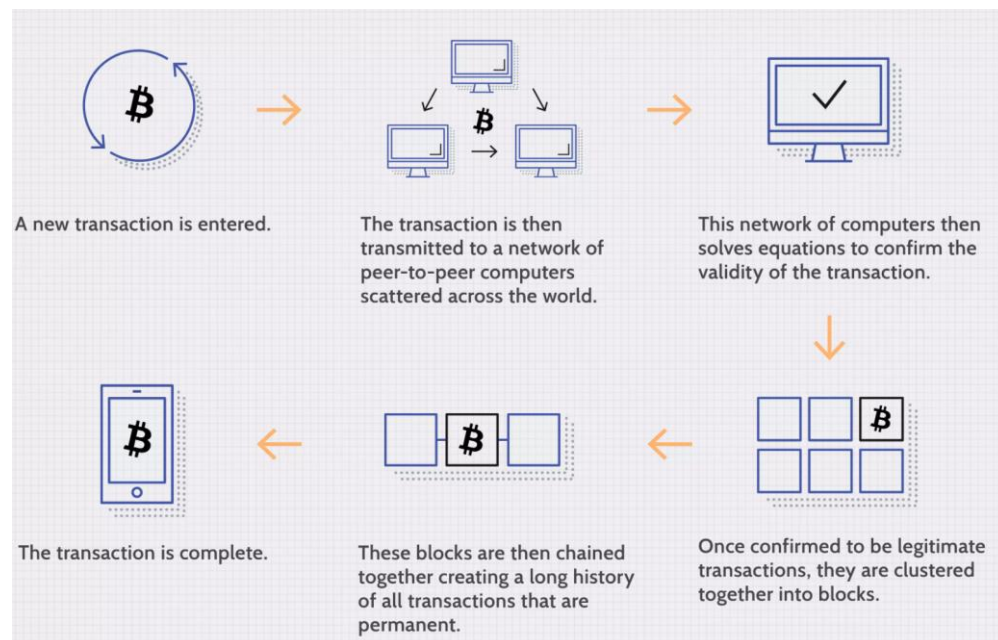 A new transaction is entered.
The transaction is then
transmitted to a network of
peer-to-peer computers
scattered across the world.
This network of computers then
solves equations to confirm the
validity of the transaction.
Once confirmed to be legitimate
transactions, they are clustered
together into blocks.
These blocks are then chained
together creating a long history
of all transactions that are
permanent.
The transaction is complete.